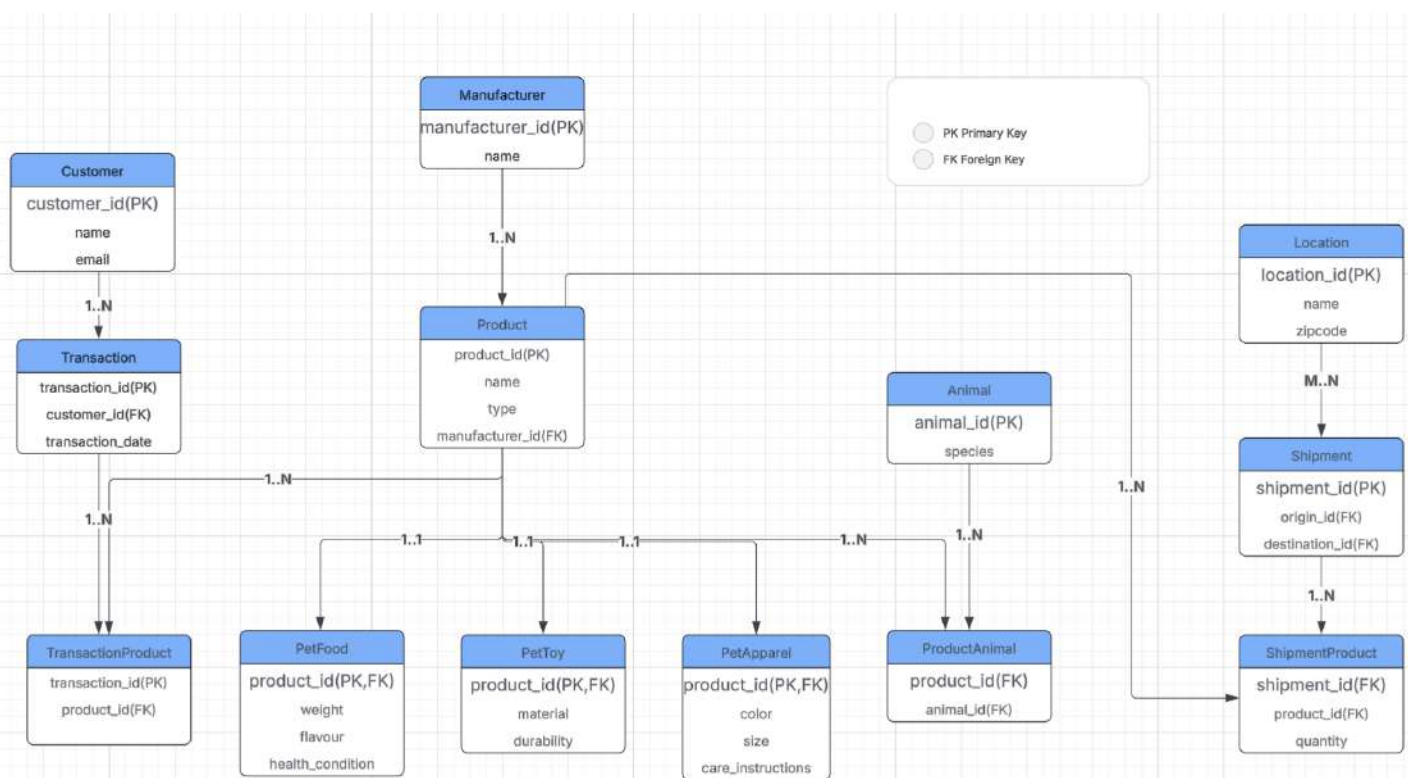 Manufacturer
manufacturer_id(PK)
name
PK Primary Key
FK Foreign Key
Customer
customer_id(PK)
name
email
1..N
1..N
Location
location_id(PK)
name
zipcode
Product
product_id(PK)
name
type
manufacturer_id(FK)
Transaction
transaction_id(PK)
customer_id(FK)
transaction_date
Animal
animal_id(PK)
species
M..N
Shipment
shipment_id(PK)
origin_id(FK)
destination_id(FK)
1..N
1..N
1..N
1..1
1..1
1..1
1..N
1..N
1..N
TransactionProduct
transaction_id(PK)
product_id(FK)
PetFood
product_id(PK,FK)
weight
flavour
health_condition
PetToy
product_id(PK,FK)
material
durability
PetApparel
product_id(PK,FK)
color
size
care_instructions
ProductAnimal
product_id(FK)
animal_id(FK)
ShipmentProduct
shipment_id(FK)
product_id(FK)
quantity